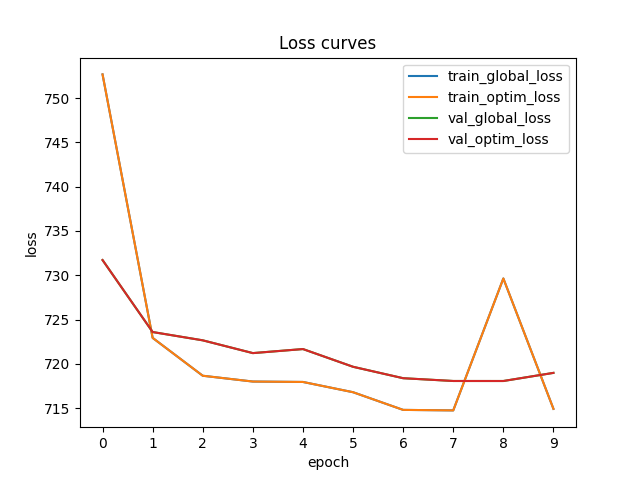 Loss curves
train_global_loss
train_optim_loss
val_global_loss
val_optim_loss
750
745
740
735
730
725
720
715
loss
0 1 2 3 4 5 6 7 8 9
epoch